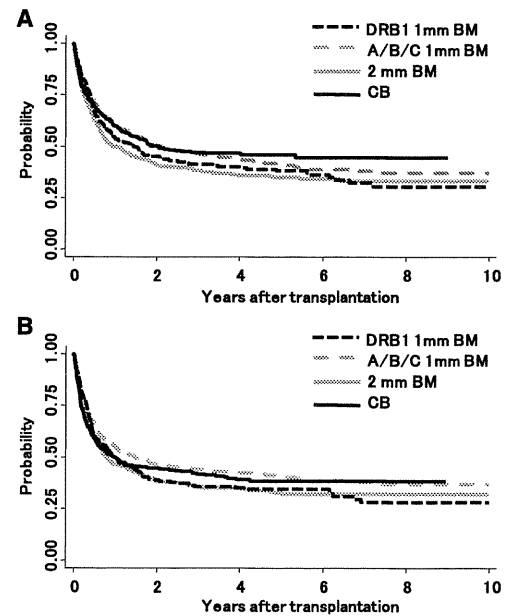 A
DRB1 1mm BM
A/B/C 1mm BM
2 mm BM
CB
1.00
0.75
0.50
0.25
0.00
Probability
0 2 4 6 8 10
Years after transplantation
B
DRB1 1mm BM
A/B/C 1mm BM
2 mm BM
CB
1.00
0.75
0.50
0.25
0.00
Probability
0 2 4 6 8 10
Years after transplantation